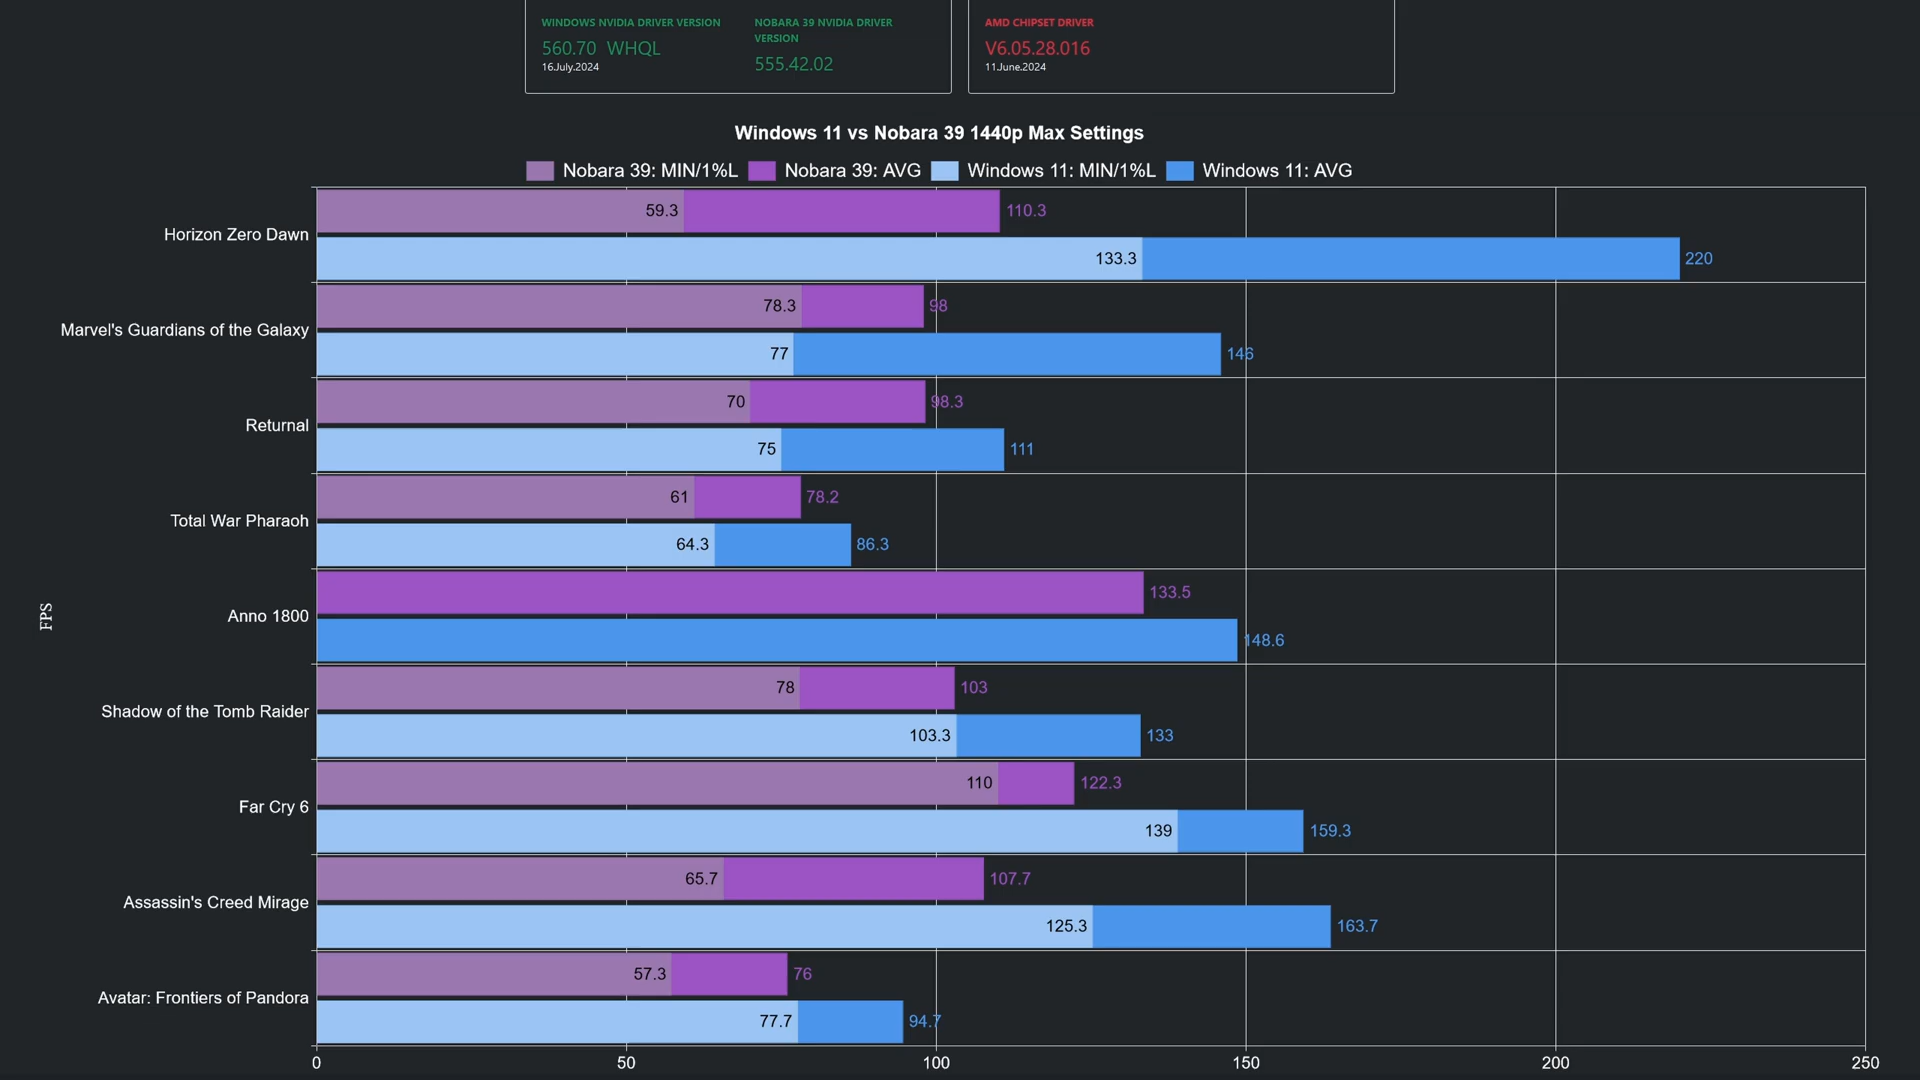 WINDOWS NVIDIA DRIVER VERSION
560.70 WHQL
16.July.2024
NOBARA 39 NVIDIA DRIVER
VERSION
555.42.02
AMD CHIPSET DRIVER
V6.05.28.016
11.June.2024
Windows 11 vs Nobara 39 1440p Max Settings
Nobara 39: MIN/1%L Nobara 39: AVG Windows 11: MIN/1%L Windows 11: AVG
FPS
Horizon Zero Dawn
59.3 110.3
133.3 220
Marvel's Guardians of the Galaxy
78.3 98
77 146
Returnal
70 98.3
75 111
Total War Pharaoh
61 78.2
64.3 86.3
Anno 1800
133.5
148.6
Shadow of the Tomb Raider
78 103
103.3 133
Far Cry 6
110 122.3
139 159.3
Assassin's Creed Mirage
65.7 107.7
125.3 163.7
Avatar: Frontiers of Pandora
57.3 76
77.7 94.7
0 50 100 150 200 250